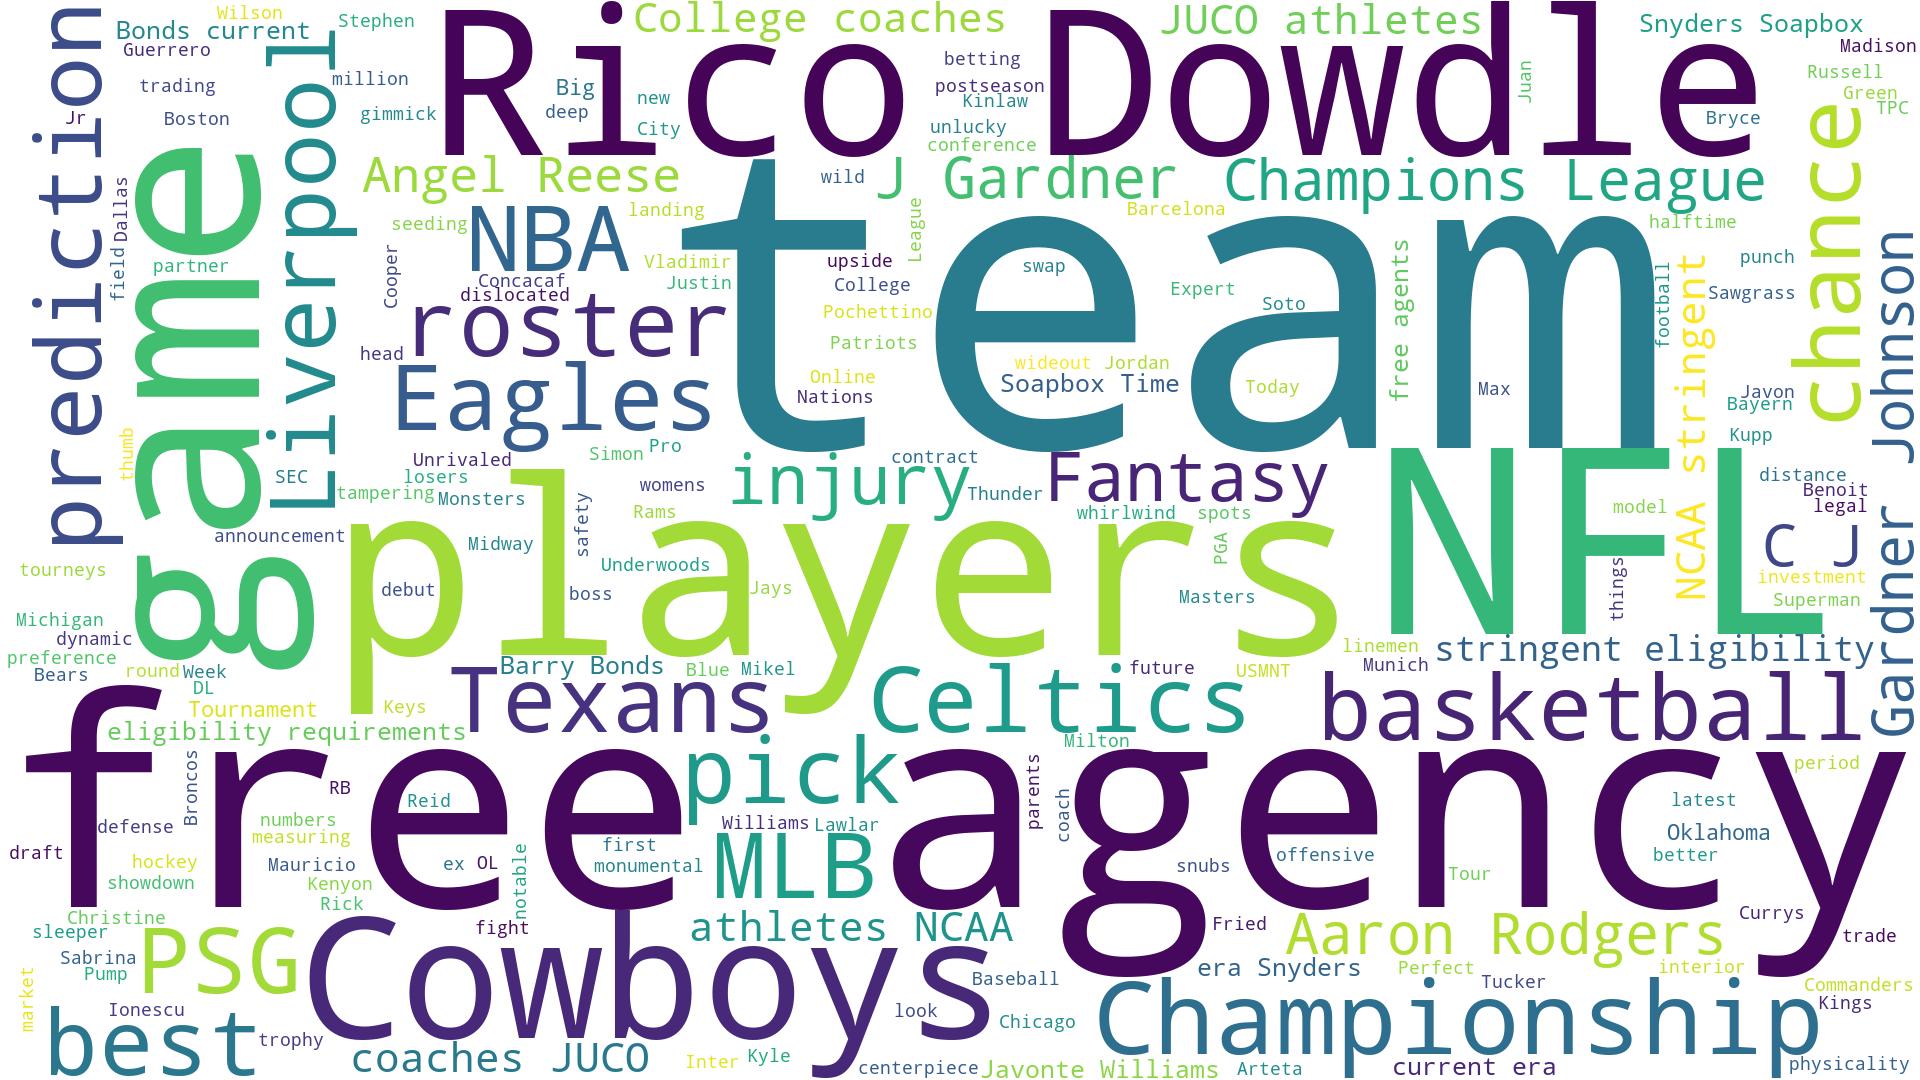 Wilson
Stephen
College coaches
JUCO athletes
Snyders Soapbox
Bonds current
Rico Dowdle
Guerrero
Madison
trading
million
Big
betting
postseason
Juan
Russell
Green
Jr
Boston
gimmick
deep
new
City
Kinlaw
unlucky
conference
Bryce
TPC
prediction
game
Liverpool
Angel Reese
wild
J Gardner
Champions League
chance
Dallas
field
partner
seeding
NBA
landing
team
League
Barcelona
halftime
Cooper
Concacaf
dislocated
Vladimir
Justin
upside
College
swap
Expert
Soto
free agents
football
NCAA stringent
punch
Sawgrass
Gardner Johnson
roster
Pochettino
Patriots
head
Eagles
Online
Nations
wideout
Jordan
Soapbox Time
Today
Max
Javon
Bayern
Kupp
thumb
SEC
Unrivaled
losers
tampering
Monsters
Simon
Pro
womens
injury
contract
Thunder
Fantasy
NFL
distance
Benoit
legal
announcement
players
Midway
safety
Rams
Underwoods
whirlwind
spots
PGA
model
C J
tourneys
debut
boss
Jays
Masters
things
investment
Superman
Michigan
dynamic
preference
Bears
round
Week
DL
Tournament
eligibility requirements
Keys
Texans
Barry Bonds
Blue
Mikel
Celtics
future
USMNT
linemen
Munich
stringent eligibility
basketball
free agency
Broncos
RB
Reid
pick
Milton
parents
coach
period
latest
Oklahoma
better
draft
defense
numbers
measuring
Williams
Lawlar
hockey
showdown
Mauricio
Kenyon
Rick
ex
OL
notable
first
monumental
MLB
snubs
offensive
Tour
Christine
sleeper
Sabrina
Pump
PSG
Cowboys
fight
athletes NCAA
Fried
Aaron Rodgers
Currys
trade
market
Ionescu
best
trophy
coaches JUCO
look
Baseball
Chicago
era Snyders
Perfect
Tucker
interior
Commanders
Kings
Championship
Inter
Kyle
centerpiece
Javonte Williams
Arteta
current era
physicality